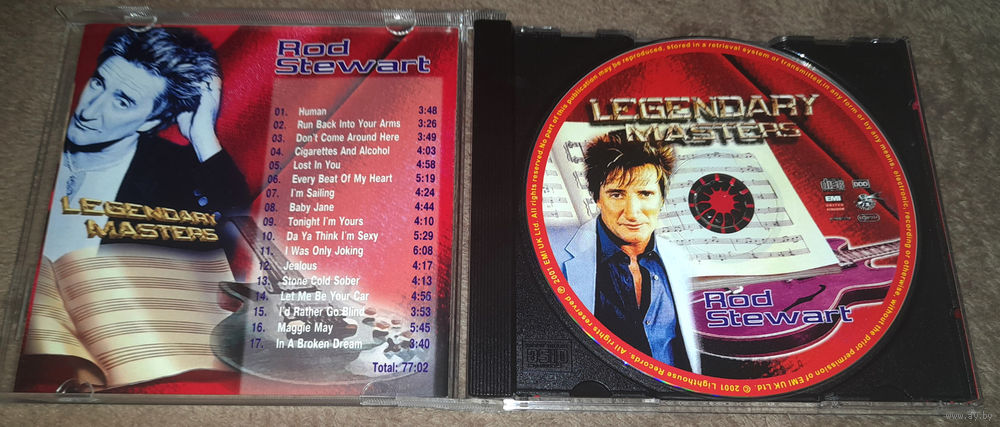 Rod
Stewart
01. Human 3:48
02. Run Back Into Your Arms 3:26
03. Don't Come Around Here 3:49
04. Cigarettes And Alcohol 4:03
05. Lost In You 4:58
06. Every Beat Of My Heart 5:19
07. I'm Sailing 4:24
08. Baby Jane 4:44
09. Tonight I'm Yours 4:10
10. Da Ya Think I'm Sexy 5:29
11. I Was Only Joking 6:08
12. Jealous 4:17
13. Stone Cold Sober 4:13
14. Let Me Be Your Car 4:56
15. I'd Rather Go Blind 3:53
16. Maggie May 5:45
17. In A Broken Dream 3:40
Total: 77:02
LEGENDARY
MASTERS
LEGENDARY
MASTERS
EMI
DDD
Rod
Stewart
All rights reserved ℗ 2001 EMI UK Ltd. All rights reserved. No part of this publication may be reproduced, stored in a retrieval system or transmitted, in any form or by any means, electronic, recording or otherwise, without the prior permission of EMI UK Ltd.
© 2001 Lighthouse Records.
www.ay.by